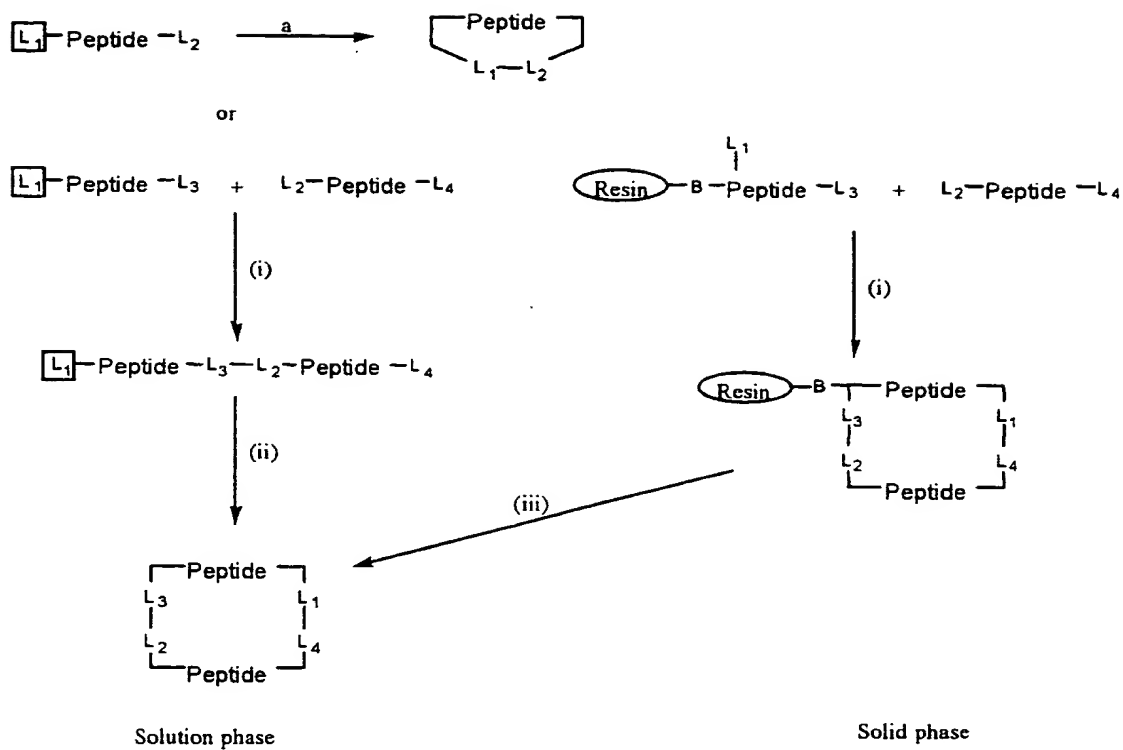 L1-Peptide-L2 a Peptide
L1-L2
or
L1-Peptide-L3 + L2-Peptide-L4
L1
Resin-B-Peptide-L3 + L2-Peptide-L4
(i)
(i)
L1-Peptide-L3-L2-Peptide-L4
Resin-B Peptide
L3 L1
L2 L4
Peptide
(ii)
(iii)
Peptide
L3 L1
L2 L4
Peptide
Solution phase
Solid phase